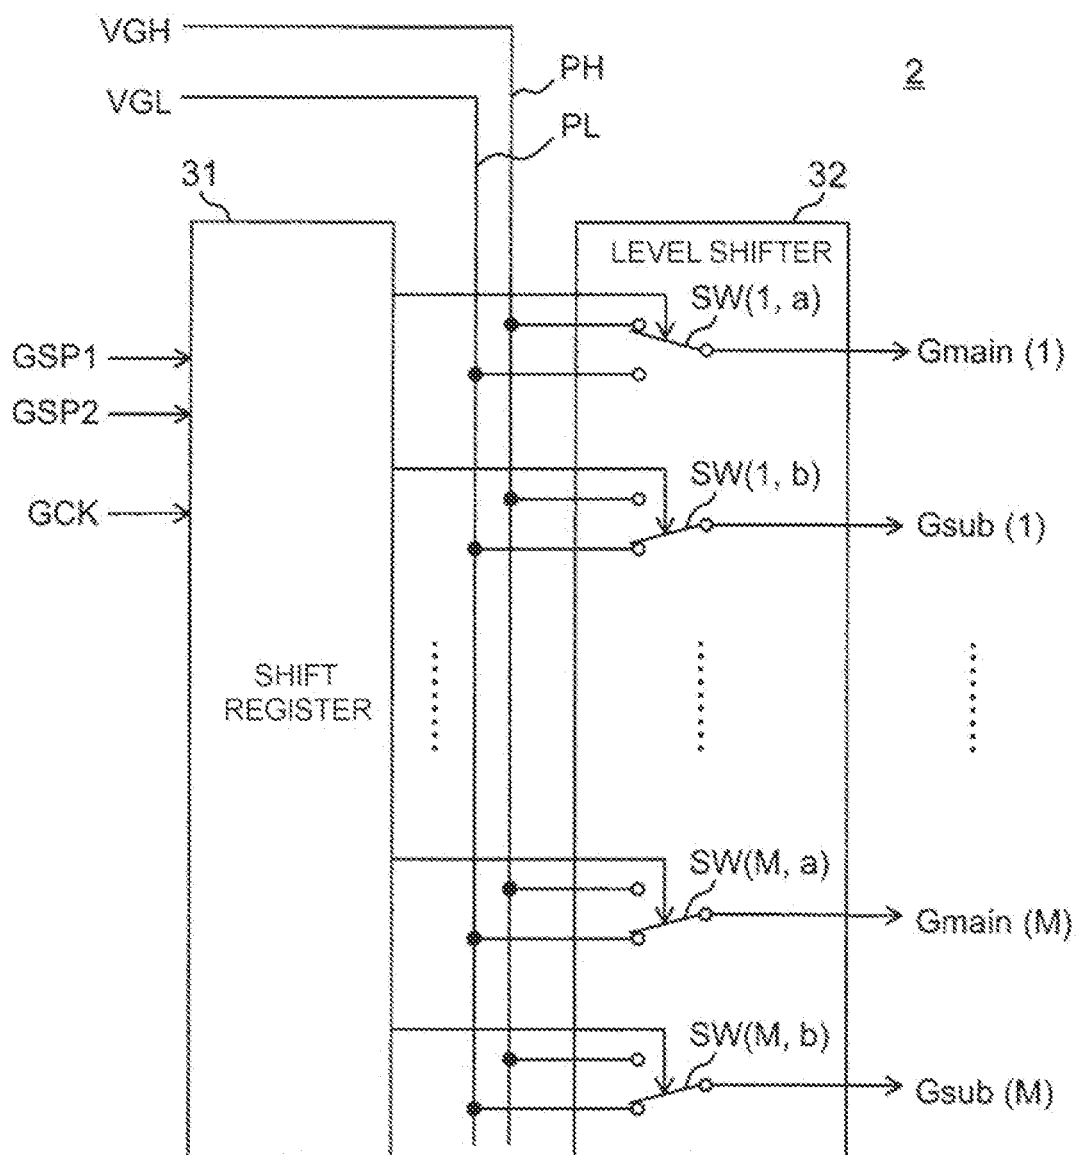 VGH
PH
2
VGL
PL
31
32
LEVEL SHIFTER
SW(1, a)
GSP1
Gmain (1)
GSP2
SW(1, b)
GCK
Gsub (1)
SHIFT
REGISTER
SW(M, a)
Gmain (M)
SW(M, b)
Gsub (M)